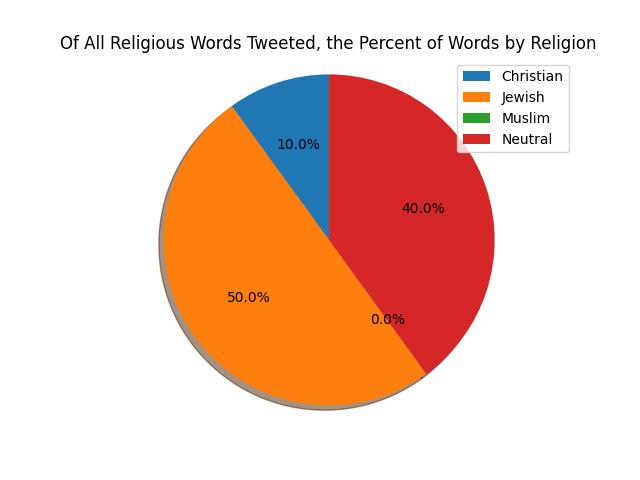 Of All Religious Words Tweeted, the Percent of Words by Religion
Christian
Jewish
Muslim
Neutral
10.0%
40.0%
50.0%
0.0%